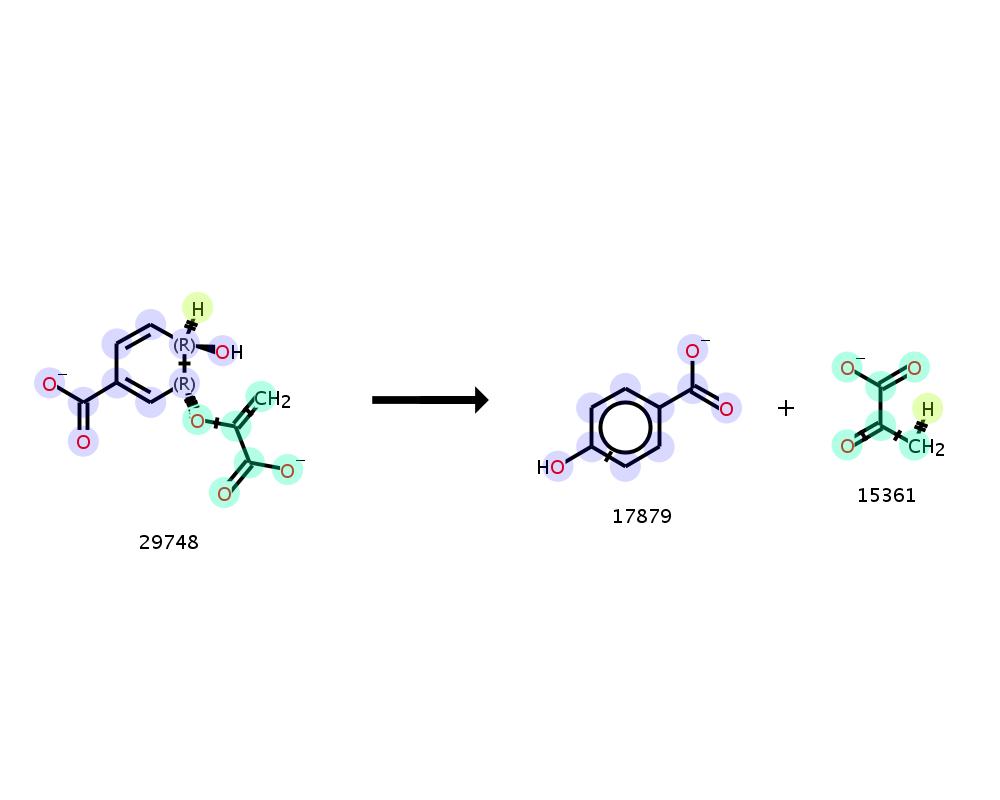 H
(R) OH
O⁻ (R)
CH₂
O
O
O⁻
O
29748
O⁻
O
HO
17879
+
O⁻ O
H
O CH₂
15361